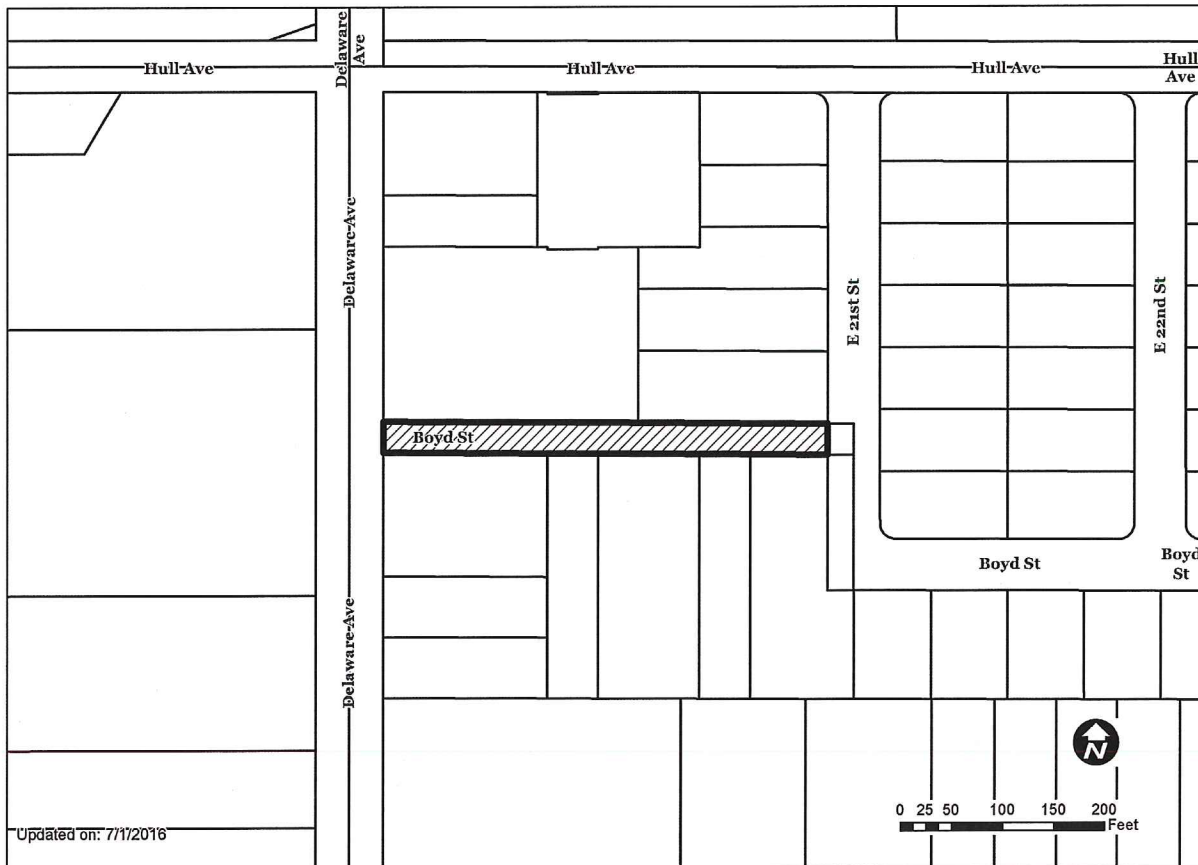 Delaware
Ave
Hull Ave
Hull Ave
Hull Ave
Hull
Ave
Delaware Ave
E 21st St
E 22nd St
Boyd St
Boyd St
Boyd
St
Delaware Ave
N
0 25 50 100 150 200
Feet
Updated on: 7/1/2016